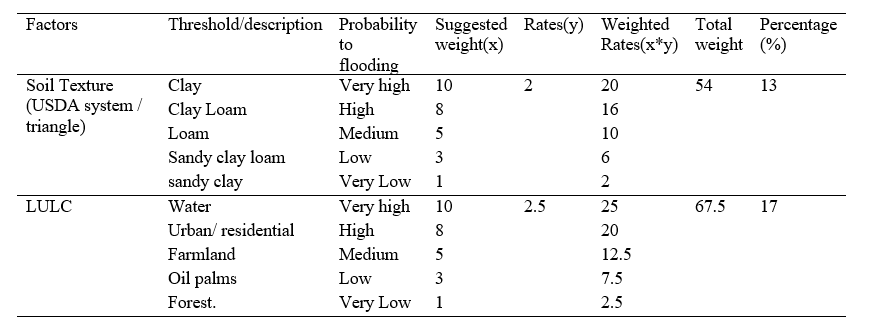 Factors Threshold/description Probability to flooding Suggested weight(x) Rates(y) Weighted Rates(x*y) Total weight Percentage (%)
Soil Texture (USDA system / triangle) Clay Very high 10 2 20 54 13
Clay Loam High 8 16
Loam Medium 5 10
Sandy clay loam Low 3 6
sandy clay Very Low 1 2
LULC Water Very high 10 2.5 25 67.5 17
Urban/ residential High 8 20
Farmland Medium 5 12.5
Oil palms Low 3 7.5
Forest. Very Low 1 2.5